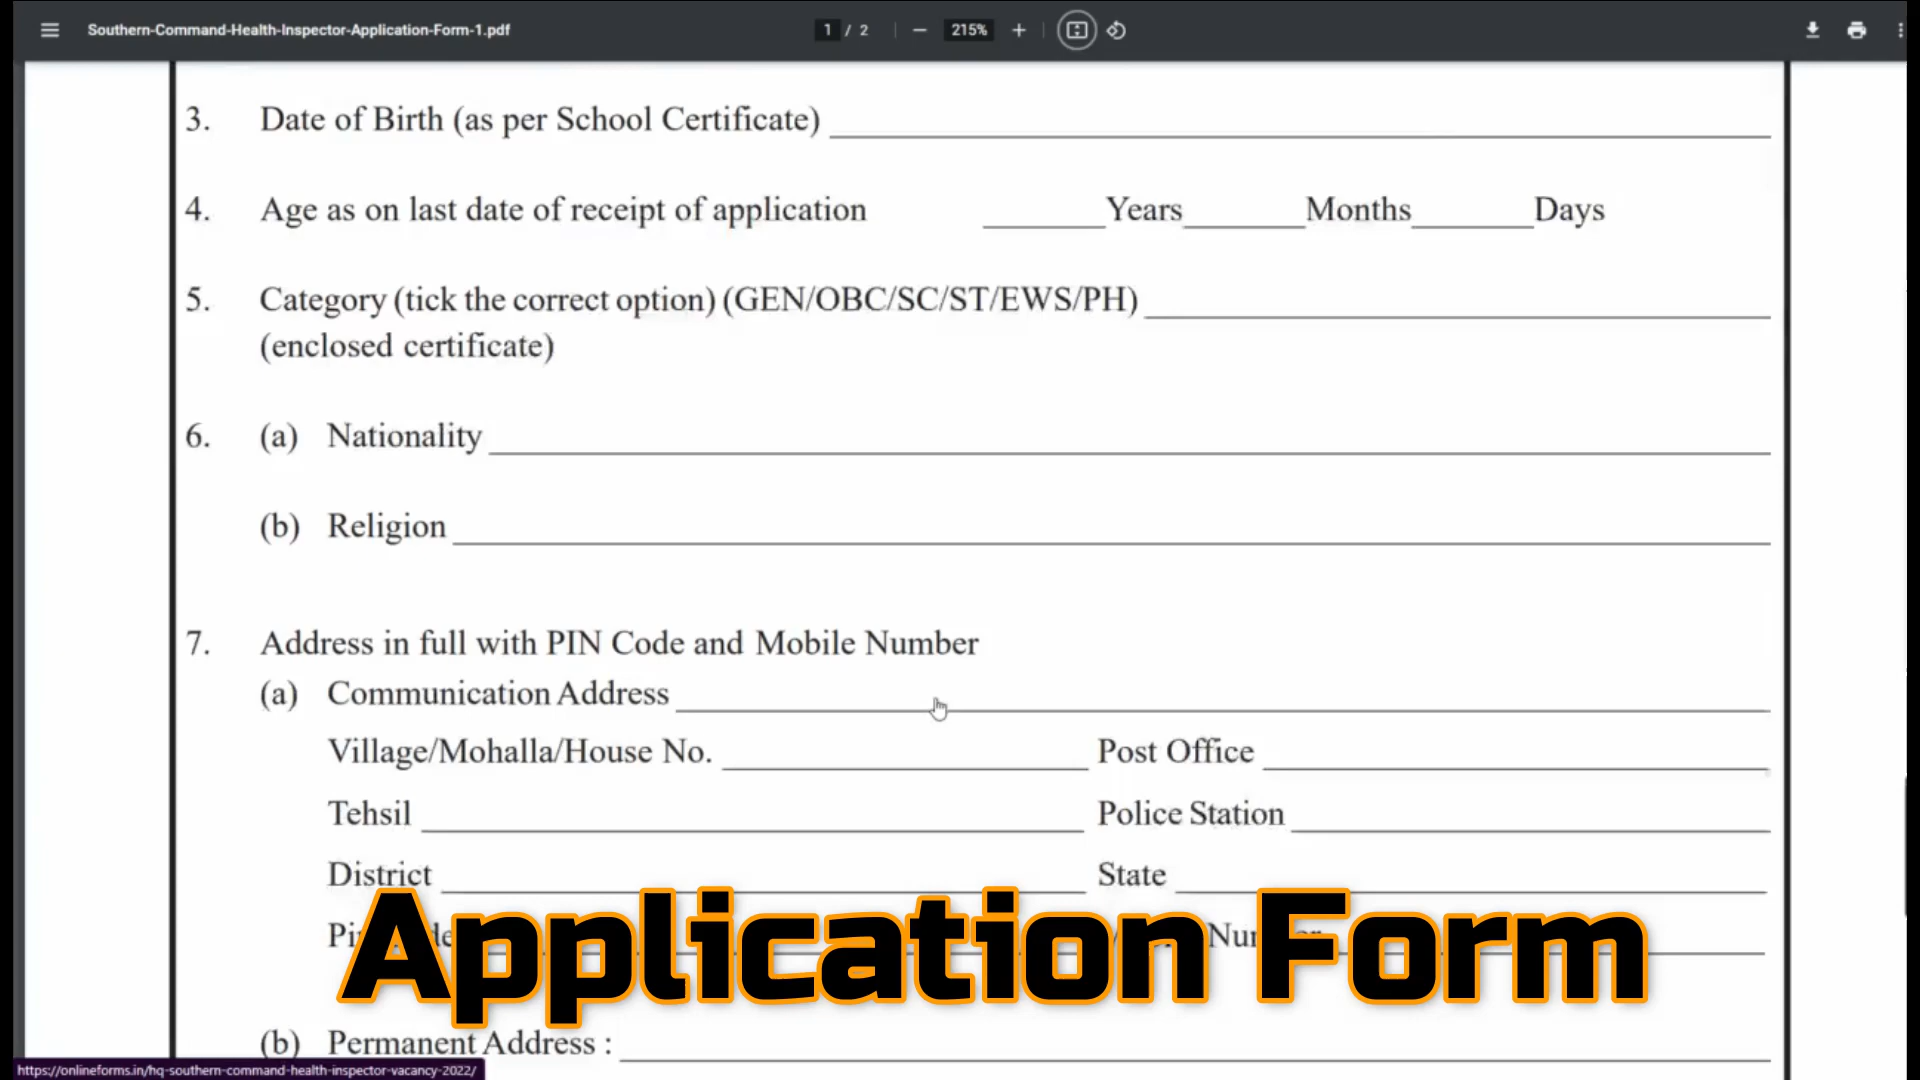 Southern-Command-Health-Inspector-Application-Form-1.pdf
1 / 2
215%
3. Date of Birth (as per School Certificate)
4. Age as on last date of receipt of application Years Months Days
5. Category (tick the correct option) (GEN/OBC/SC/ST/EWS/PH)
(enclosed certificate)
6. (a) Nationality
(b) Religion
7. Address in full with PIN Code and Mobile Number
(a) Communication Address
Village/Mohalla/House No. Post Office
Tehsil Police Station
District State
Application Form
(b) Permanent Address :
https://onlineforms.in/hq-southern-command-health-inspector-vacancy-2022/